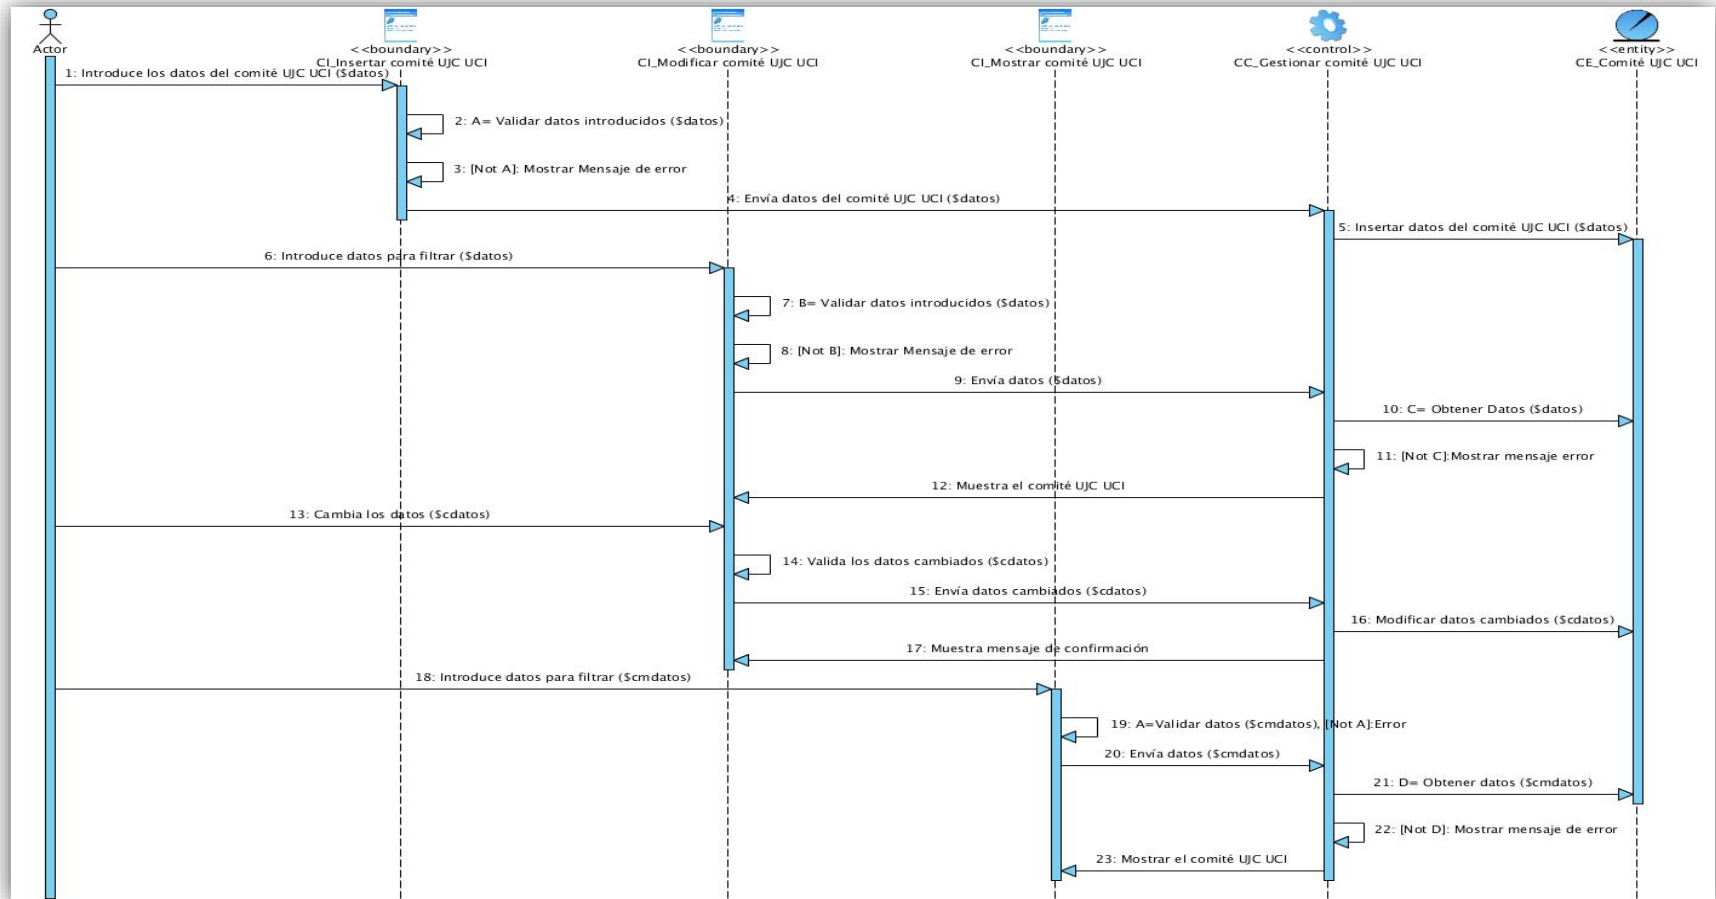 Actor
<<boundary>>
CI_Insertar comité UJC UCI
<<boundary>>
CI_Modificar comité UJC UCI
<<boundary>>
CI_Mostrar comité UJC UCI
<<control>>
CC_Gestionar comité UJC UCI
<<entity>>
CE_Comité UJC UCI
1: Introduce los datos del comité UJC UCI ($datos)
2: A= Validar datos introducidos ($datos)
3: [Not A]: Mostrar Mensaje de error
4: Envía datos del comité UJC UCI ($datos)
5: Insertar datos del comité UJC UCI ($datos)
6: Introduce datos para filtrar ($datos)
7: B= Validar datos introducidos ($datos)
8: [Not B]: Mostrar Mensaje de error
9: Envía datos ($datos)
10: C= Obtener Datos ($datos)
11: [Not C]:Mostrar mensaje error
12: Muestra el comité UJC UCI
13: Cambia los datos ($cdatos)
14: Valida los datos cambiados ($cdatos)
15: Envía datos cambiados ($cdatos)
16: Modificar datos cambiados ($cdatos)
17: Muestra mensaje de confirmación
18: Introduce datos para filtrar ($cmdatos)
19: A=Validar datos ($cmdatos), [Not A]:Error
20: Envía datos ($cmdatos)
21: D= Obtener datos ($cmdatos)
22: [Not D]: Mostrar mensaje de error
23: Mostrar el comité UJC UCI